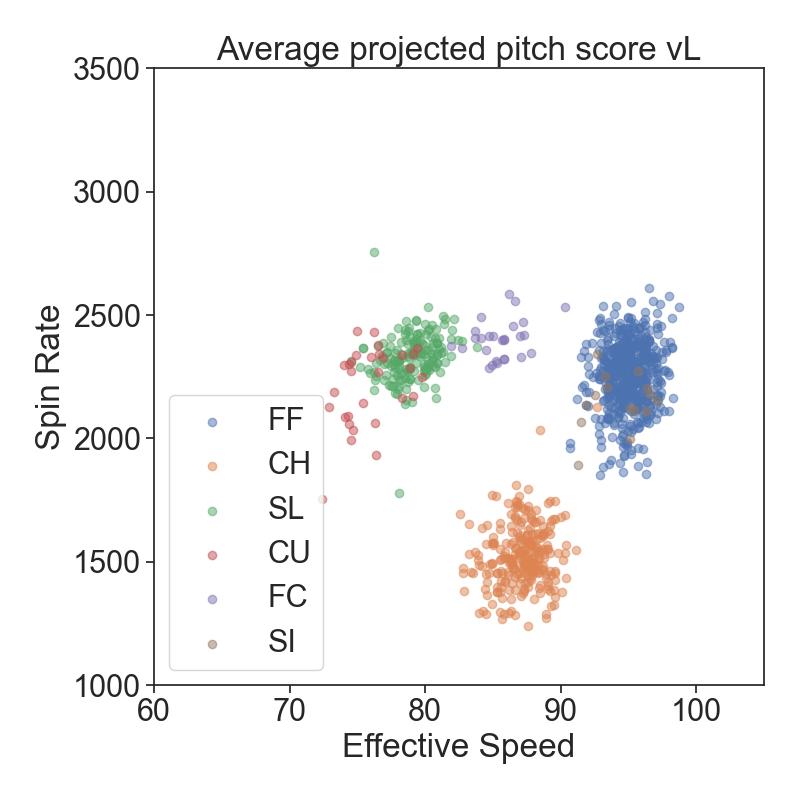 Average projected pitch score vL
3500
3000
2500
2000
1500
1000
Spin Rate
FF
CH
SL
CU
FC
SI
60
70
80
90
100
Effective Speed